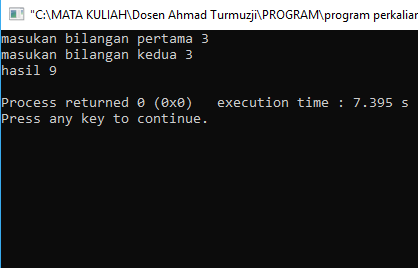 "C:\MATA KULIAH\Dosen Ahmad Turmuzji\PROGRAM\program perkalian
masukan bilangan pertama 3
masukan bilangan kedua 3
hasil 9
Process returned 0 (0x0)   execution time : 7.395 s
Press any key to continue.